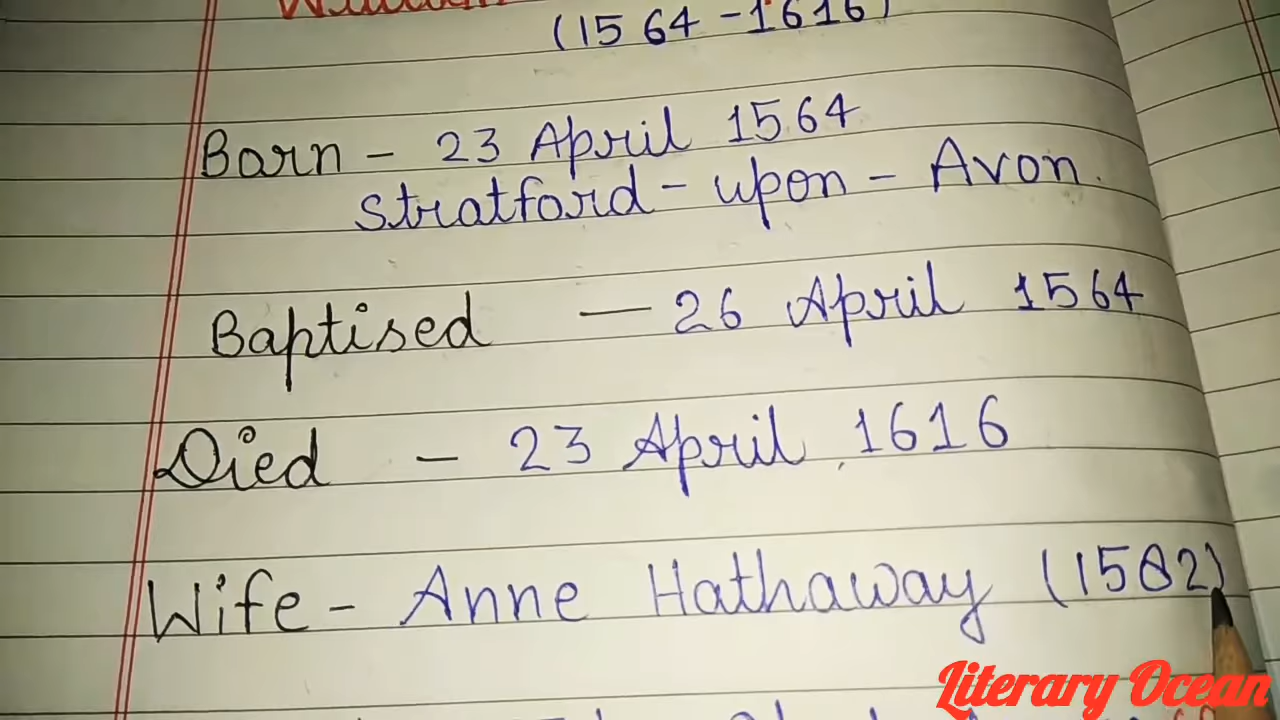 (1564-1616)
Born - 23 April 1564
Stratford - upon - Avon.
Baptised — 26 April 1564
Died - 23 April 1616
Wife - Anne Hathaway (1582)
Literary Ocean